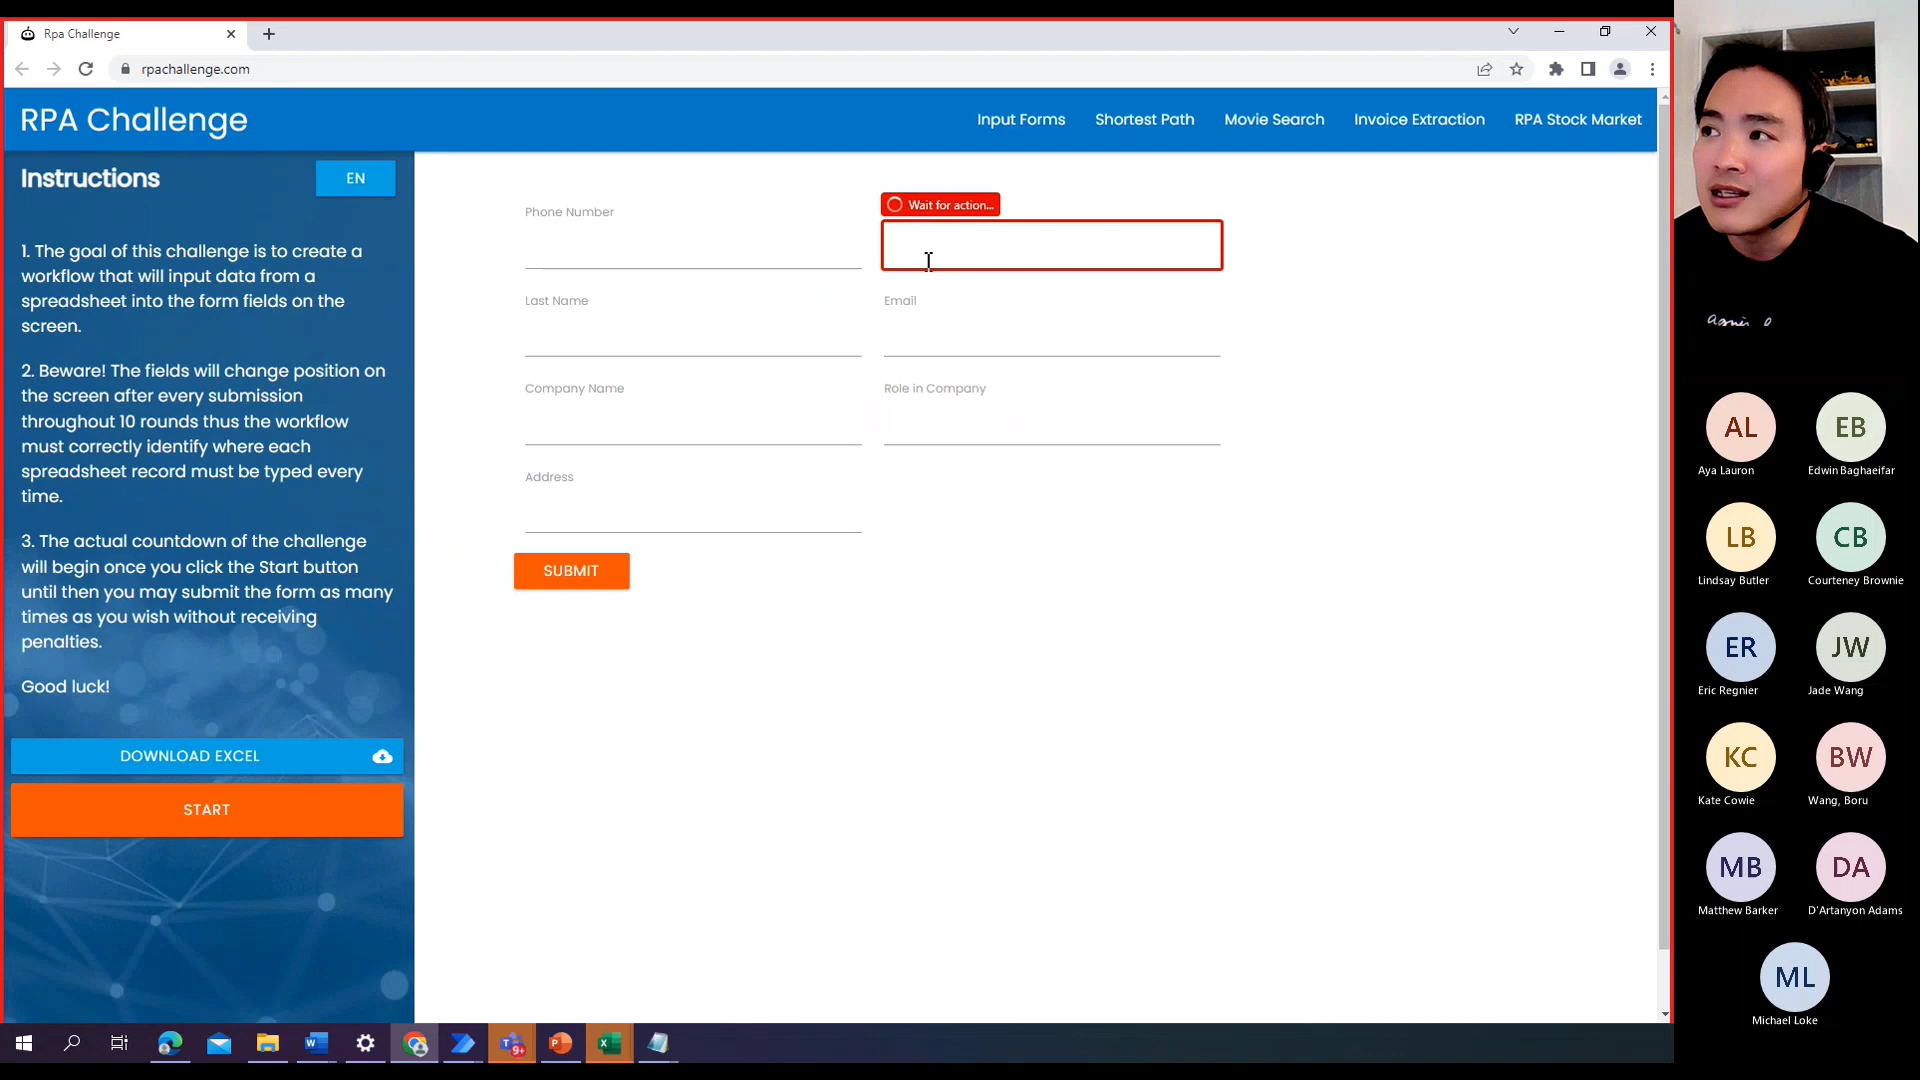 Rpa Challenge
rpachallenge.com
RPA Challenge
Input Forms
Shortest Path
Movie Search
Invoice Extraction
RPA Stock Market
Instructions
EN
1. The goal of this challenge is to create a
workflow that will input data from a
spreadsheet into the form fields on the
screen.
2. Beware! The fields will change position on
the screen after every submission
throughout 10 rounds thus the workflow
must correctly identify where each
spreadsheet record must be typed every
time.
3. The actual countdown of the challenge
will begin once you click the Start button
until then you may submit the form as many
times as you wish without receiving
penalties.
Good luck!
DOWNLOAD EXCEL
START
Phone Number
Wait for action...
Last Name
Email
Company Name
Role in Company
Address
SUBMIT
9+
AL
Aya Lauron
EB
Edwin Baghaeifar
LB
Lindsay Butler
CB
Courteney Brownie
ER
Eric Regnier
JW
Jade Wang
KC
Kate Cowie
BW
Wang, Boru
MB
Matthew Barker
DA
D'Artanyon Adams
ML
Michael Loke